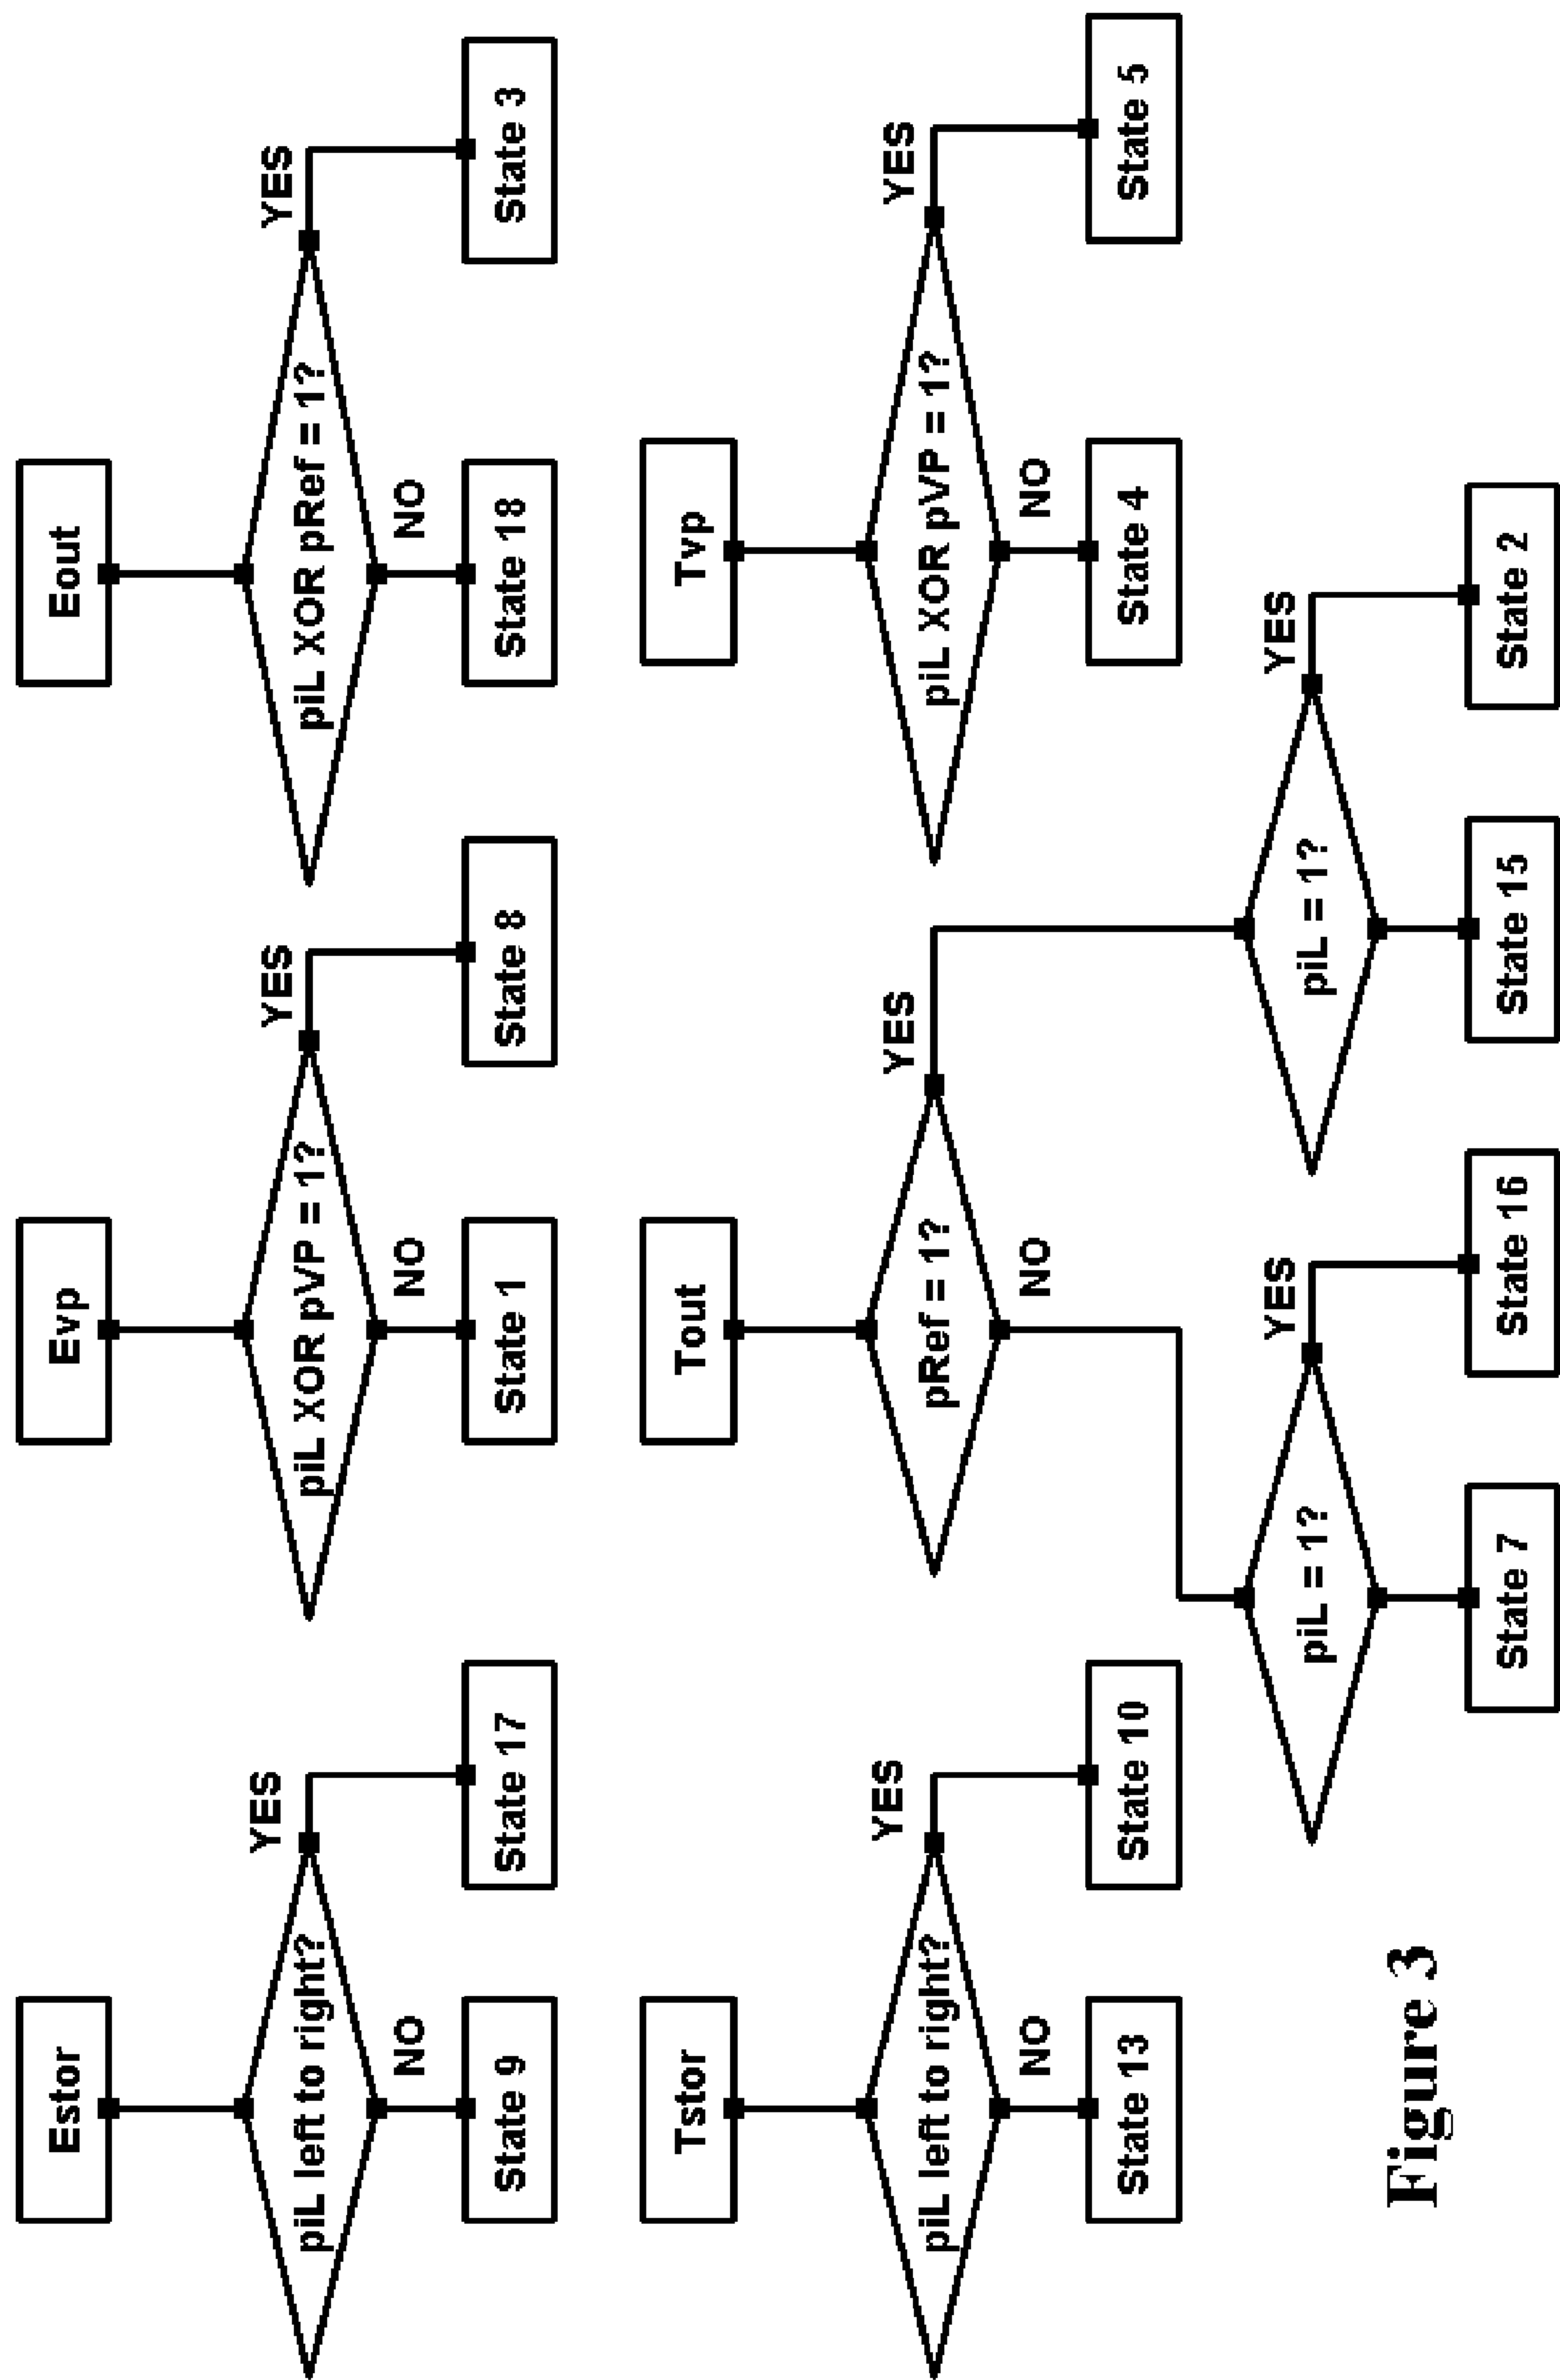 Estor
piL left to right?
YES
NO
State 9
State 17
Evp
piL XOR pVP = 1?
YES
NO
State 1
State 8
Eout
piL XOR pRef = 1?
YES
NO
State 18
State 3
Tstor
piL left to right?
YES
NO
State 13
State 10
Tout
pRef = 1?
YES
NO
piL = 1?
YES
State 7
State 16
piL = 1?
YES
State 15
State 2
Tvp
piL XOR pVP = 1?
YES
NO
State 4
State 5
Figure 3